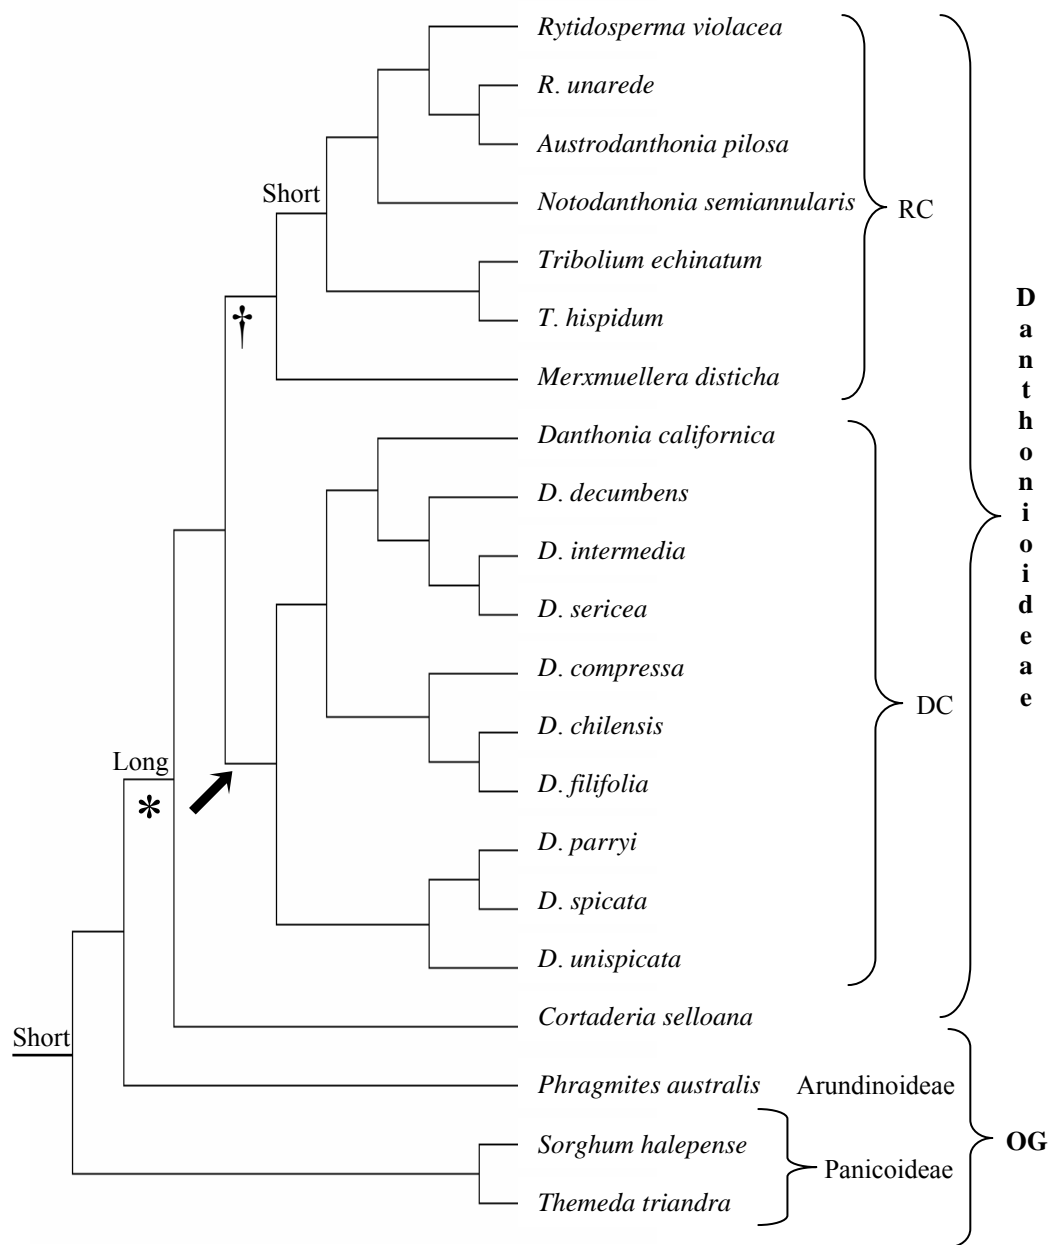 Rytidosperma violacea
R. unarede
Austrodanthonia pilosa
Short
Notodanthonia semiannularis
RC
Tribolium echinatum
T. hispidum
†
Merxmuellera disticha
Danthonia californica
D. decumbens
D. intermedia
D. sericea
D. compressa
DC
D. chilensis
Long
D. filifolia
*
D. parryi
D. spicata
D. unispicata
Danthonioideae
Cortaderia selloana
Short
Phragmites australis Arundinoideae
OG
Sorghum halepense
Panicoideae
Themeda triandra